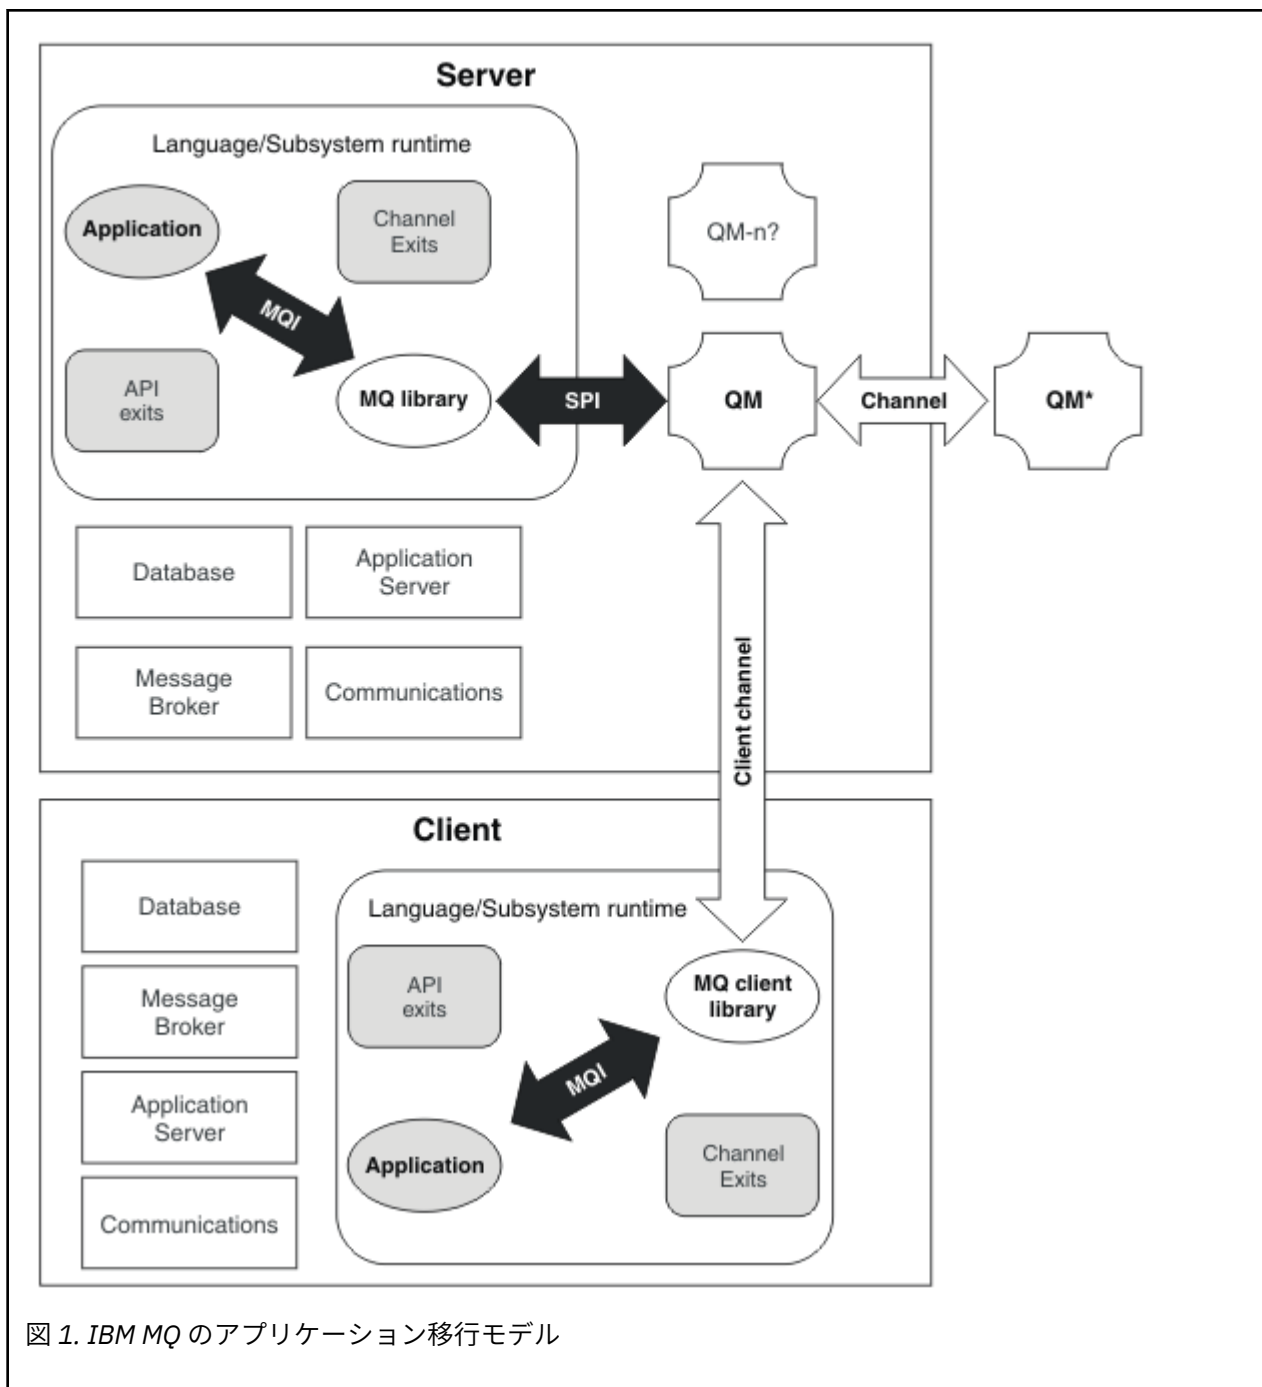 Server
Language/Subsystem runtime
Application
Channel
Exits
QM-n?
MQI
API
exits
MQ library
SPI
QM
Channel
QM*
Database
Application
Server
Message
Broker
Communications
Client channel
Client
Database
Language/Subsystem runtime
API
exits
MQ client
library
Message
Broker
MQI
Application
Server
Application
Channel
Exits
Communications
図 1. IBM MQ のアプリケーション移行モデル